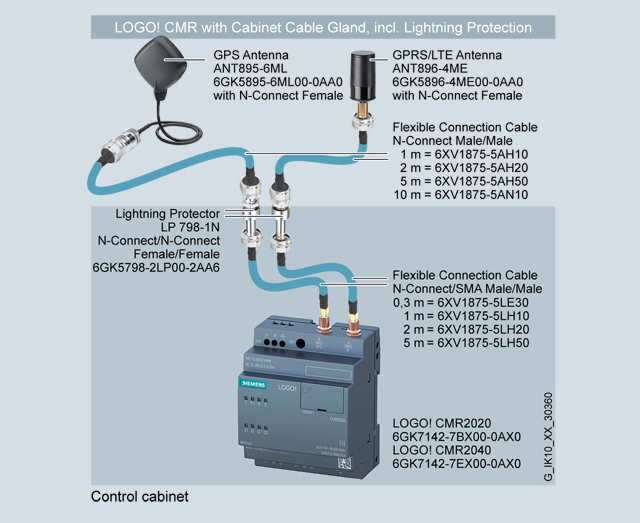 LOGO! CMR with Cabinet Cable Gland, incl. Lightning Protection
GPS Antenna
ANT895-6ML
6GK5895-6ML00-0AA0
with N-Connect Female
GPRS/LTE Antenna
ANT896-4ME
6GK5896-4ME00-0AA0
with N-Connect Female
Flexible Connection Cable
N-Connect Male/Male
1 m = 6XV1875-5AH10
2 m = 6XV1875-5AH20
5 m = 6XV1875-5AH50
10 m = 6XV1875-5AN10
Lightning Protector
LP 798-1N
N-Connect/N-Connect
Female/Female
6GK5798-2LP00-2AA6
Flexible Connection Cable
N-Connect/SMA Male/Male
0,3 m = 6XV1875-5LE30
1 m = 6XV1875-5LH10
2 m = 6XV1875-5LH20
5 m = 6XV1875-5LH50
SIEMENS
LOGO!
CMR2020
LOGO! CMR2020
6GK7142-7BX00-0AX0
LOGO! CMR2040
6GK7142-7EX00-0AX0
G_IK10_XX_30360
Control cabinet